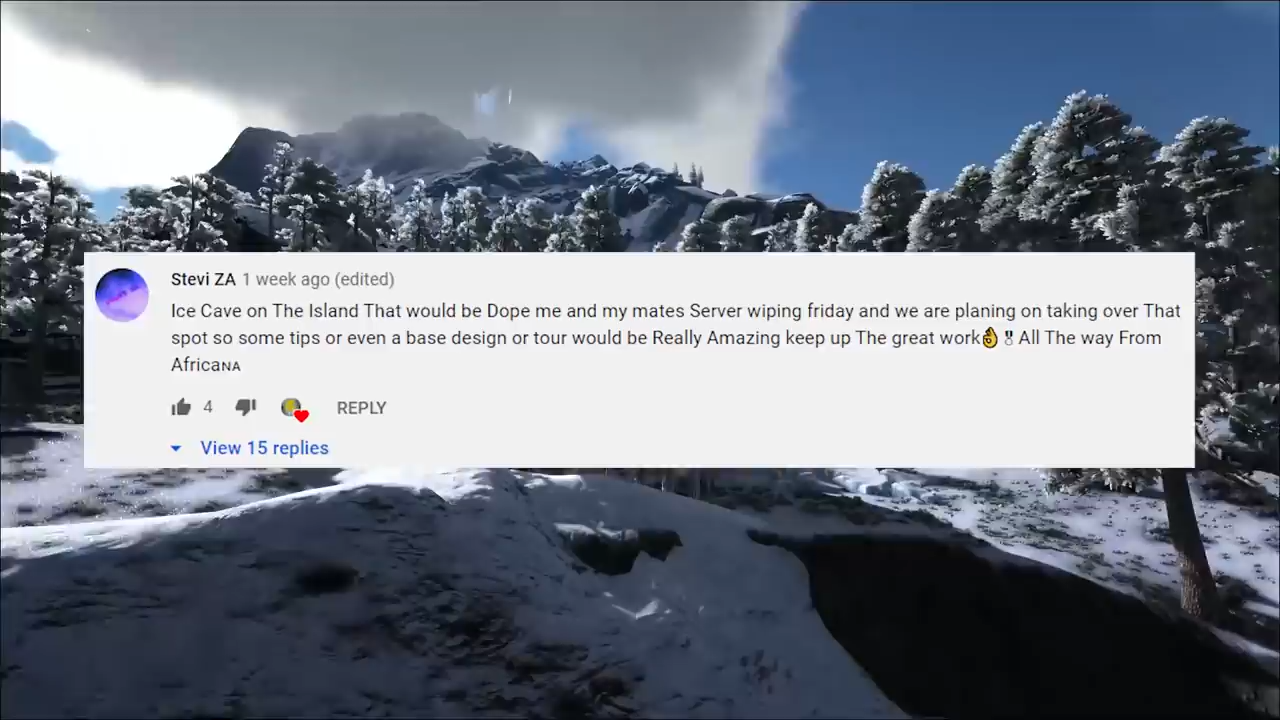 Stevi ZA 1 week ago (edited)
Ice Cave on The Island That would be Dope me and my mates Server wiping friday and we are planing on taking over That
spot so some tips or even a base design or tour would be Really Amazing keep up The great work👌🎖All The way From
Africaɴᴀ
4 REPLY
View 15 replies